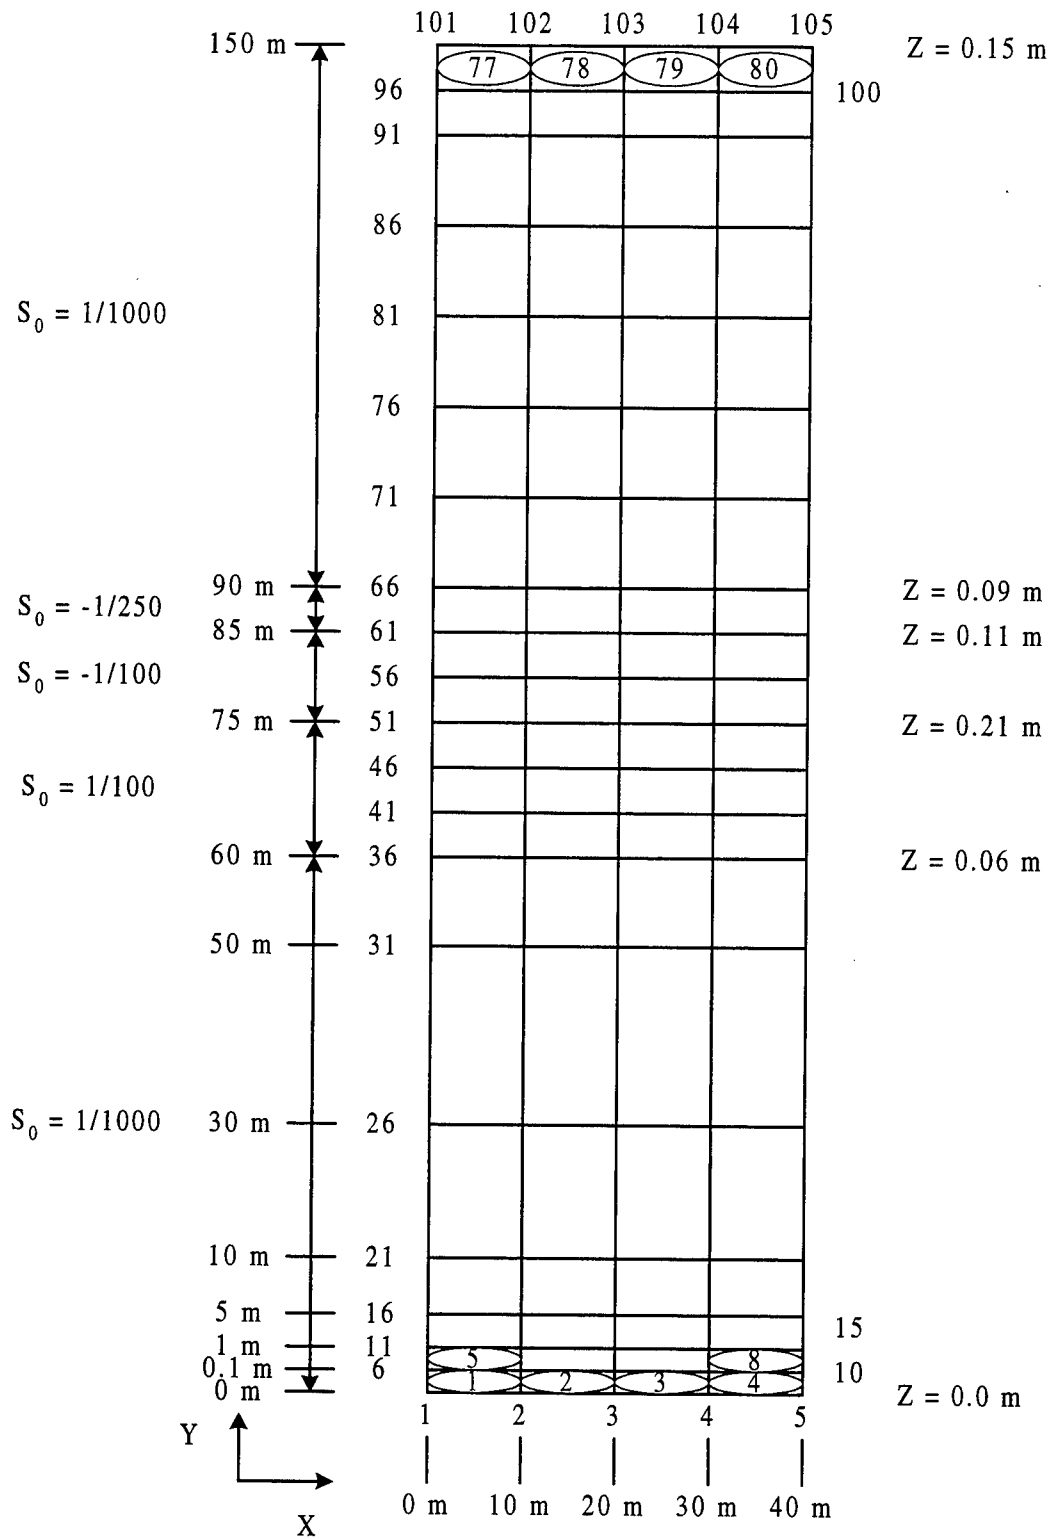 101 102 103 104 105
150 m Z = 0.15 m
77 78 79 80
96 100
91
86
S₀ = 1/1000 81
76
71
90 m 66 Z = 0.09 m
S₀ = -1/250
85 m 61 Z = 0.11 m
S₀ = -1/100 56
75 m 51 Z = 0.21 m
46
S₀ = 1/100
41
60 m 36 Z = 0.06 m
50 m 31
S₀ = 1/1000 30 m 26
10 m 21
5 m 16 15
1 m 11
5 8
0.1 m 6 10
0 m 1 2 3 4 Z = 0.0 m
1 2 3 4 5
Y
0 m 10 m 20 m 30 m 40 m
X